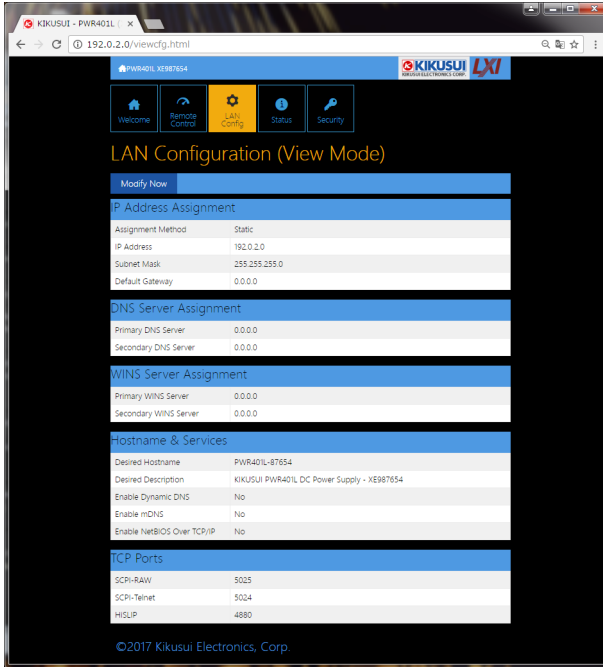 KIKUSUI - PWR401L (
192.0.2.0/viewcfg.html
PWR401L XE987654
KIKUSUI
KIKUSUI ELECTRONICS CORP.
LXI
Welcome
Remote Control
LAN Config
Status
Security
LAN Configuration (View Mode)
Modify Now
IP Address Assignment
Assignment Method Static
IP Address 192.0.2.0
Subnet Mask 255.255.255.0
Default Gateway 0.0.0.0
DNS Server Assignment
Primary DNS Server 0.0.0.0
Secondary DNS Server 0.0.0.0
WINS Server Assignment
Primary WINS Server 0.0.0.0
Secondary WINS Server 0.0.0.0
Hostname & Services
Desired Hostname PWR401L-87654
Desired Description KIKUSUI PWR401L DC Power Supply - XE987654
Enable Dynamic DNS No
Enable mDNS No
Enable NetBIOS Over TCP/IP No
TCP Ports
SCPI-RAW 5025
SCPI-Telnet 5024
HiSLIP 4880
©2017 Kikusui Electronics, Corp.